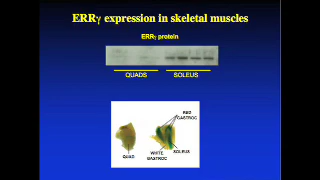 ERRγ expression in skeletal muscles
ERRγ protein
QUADS SOLEUS
RED
GASTROC
QUAD
WHITE
GASTROC
SOLEUS